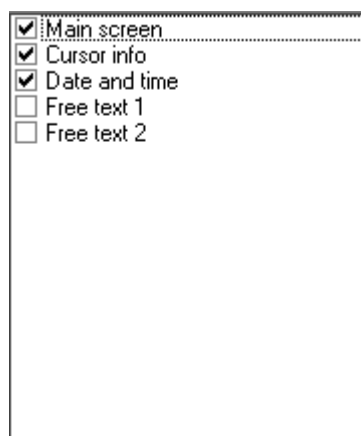 Main screen
Cursor info
Date and time
Free text 1
Free text 2